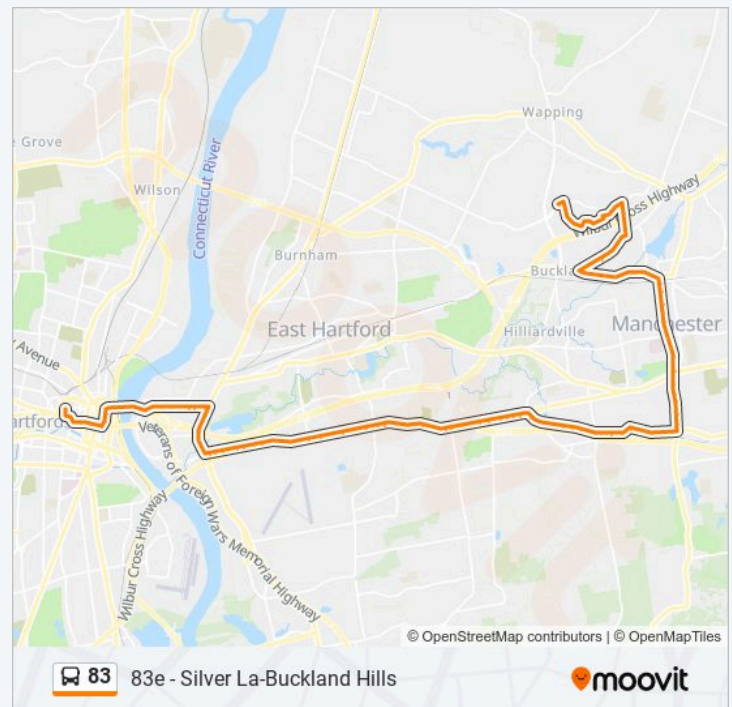 Wapping
e Grove
Wilson
Connecticut River
Wilbur Cross Highway
Burnham
Buckla
East Hartford
Hilliardville
Manchester
Avenue
artford
1
Veterans of Foreign Wars Memorial Highway
Wilbur Cross Highway
© OpenStreetMap contributors | © OpenMapTiles
83 83e - Silver La-Buckland Hills
moovit